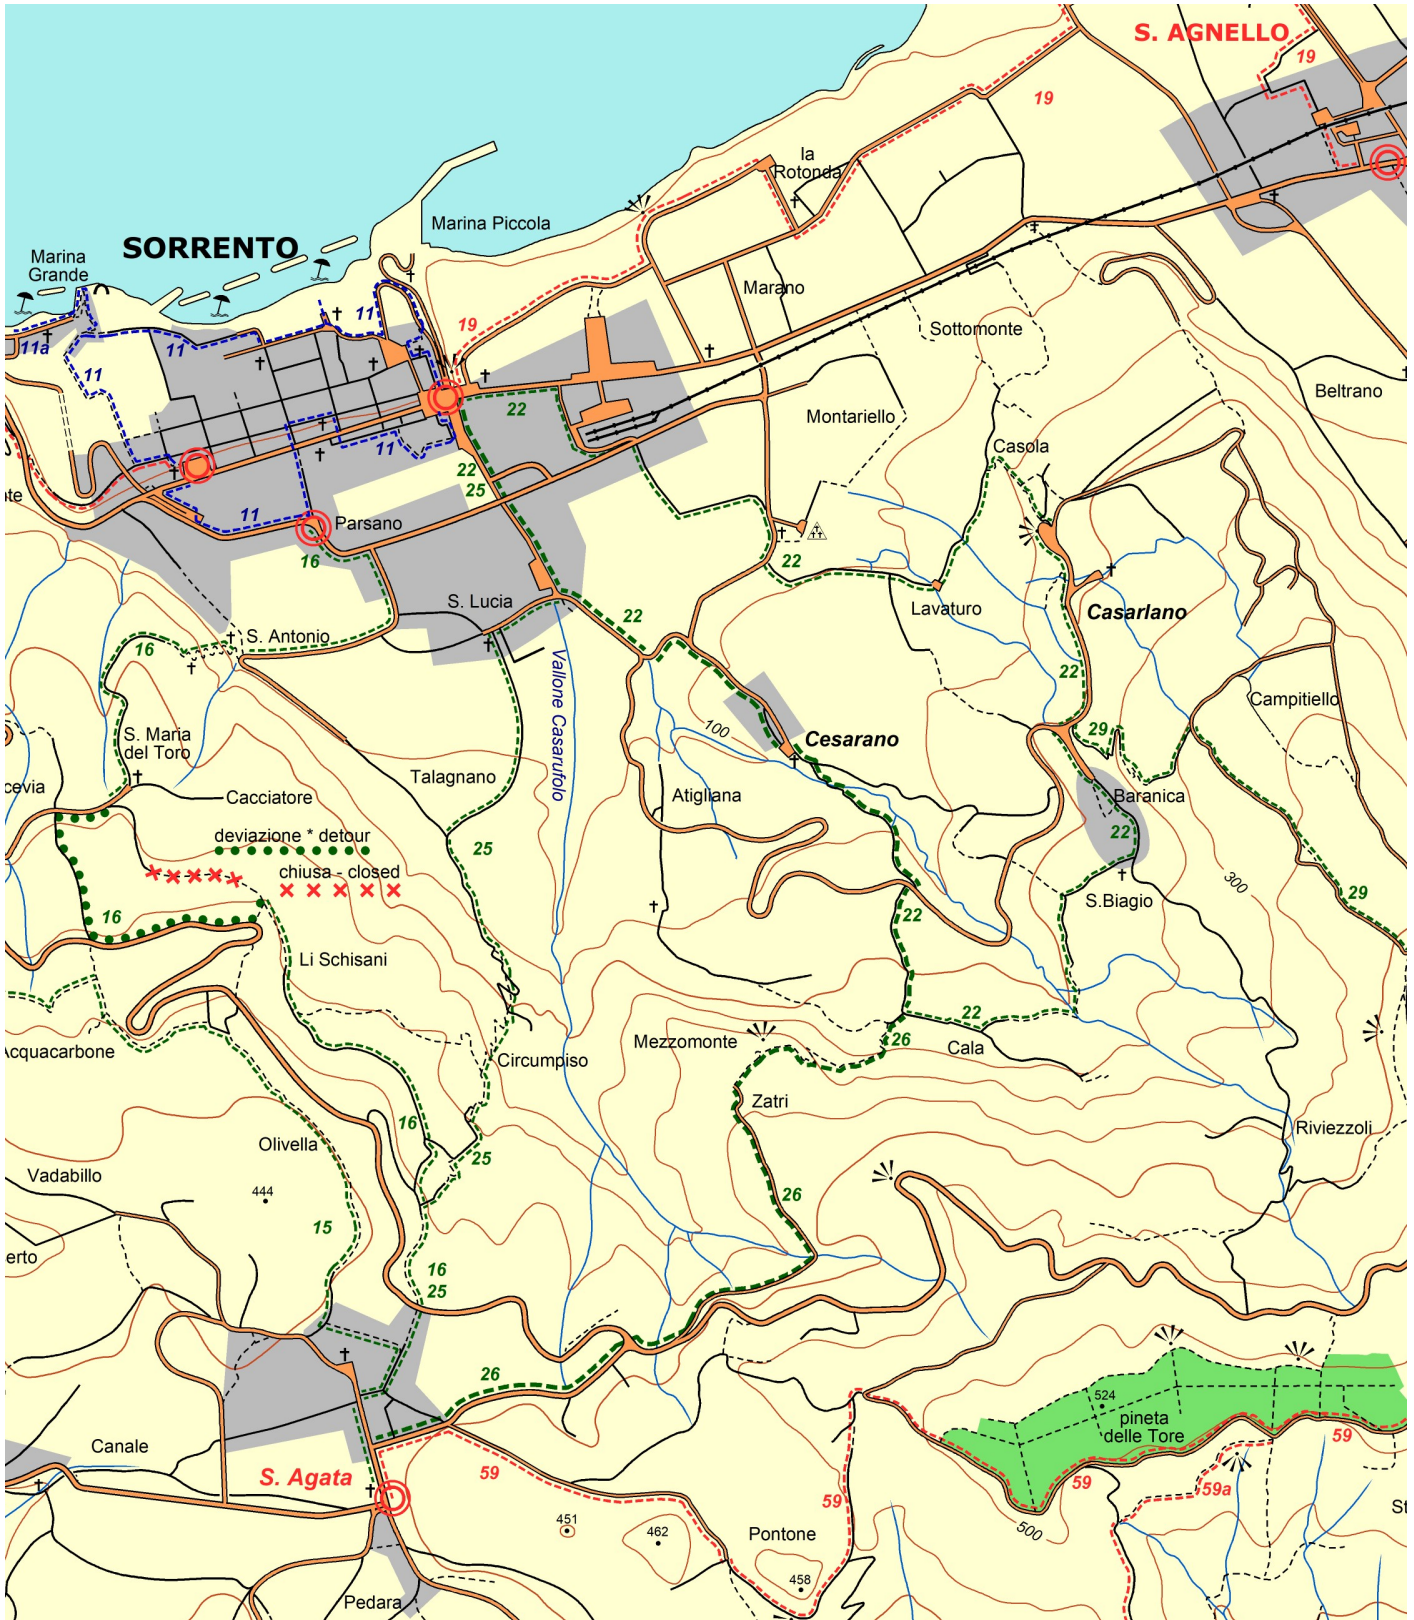 S. AGNELLO
19
19
la
Rotonda
Marina Piccola
SORRENTO
Marina
Grande
Marano
11
19
Sottomonte
11a
11
11
Beltrano
22
Montariello
11
Casola
22
25
11
Parsano
16
22
S. Lucia
Lavaturo
Casarlano
22
S. Antonio
16
Vallone Casarufolo
22
Campitiello
100
29
S. Maria
del Toro
Cesarano
Talagnano
cevia
Cacciatore
Atigliana
Baranica
deviazione * detour
22
25
chiusa - closed
300
S.Biagio
29
16
22
Li Schisani
22
26
Mezzomonte
Cala
Acquacarbone
Circumpiso
Zatri
16
Riviezzoli
Olivella
25
Vadabillo
444
26
15
erto
16
25
26
524
pineta
delle Tore
Canale
59
S. Agata
59
59
59
59a
St
451
462
Pontone
500
458
Pedara